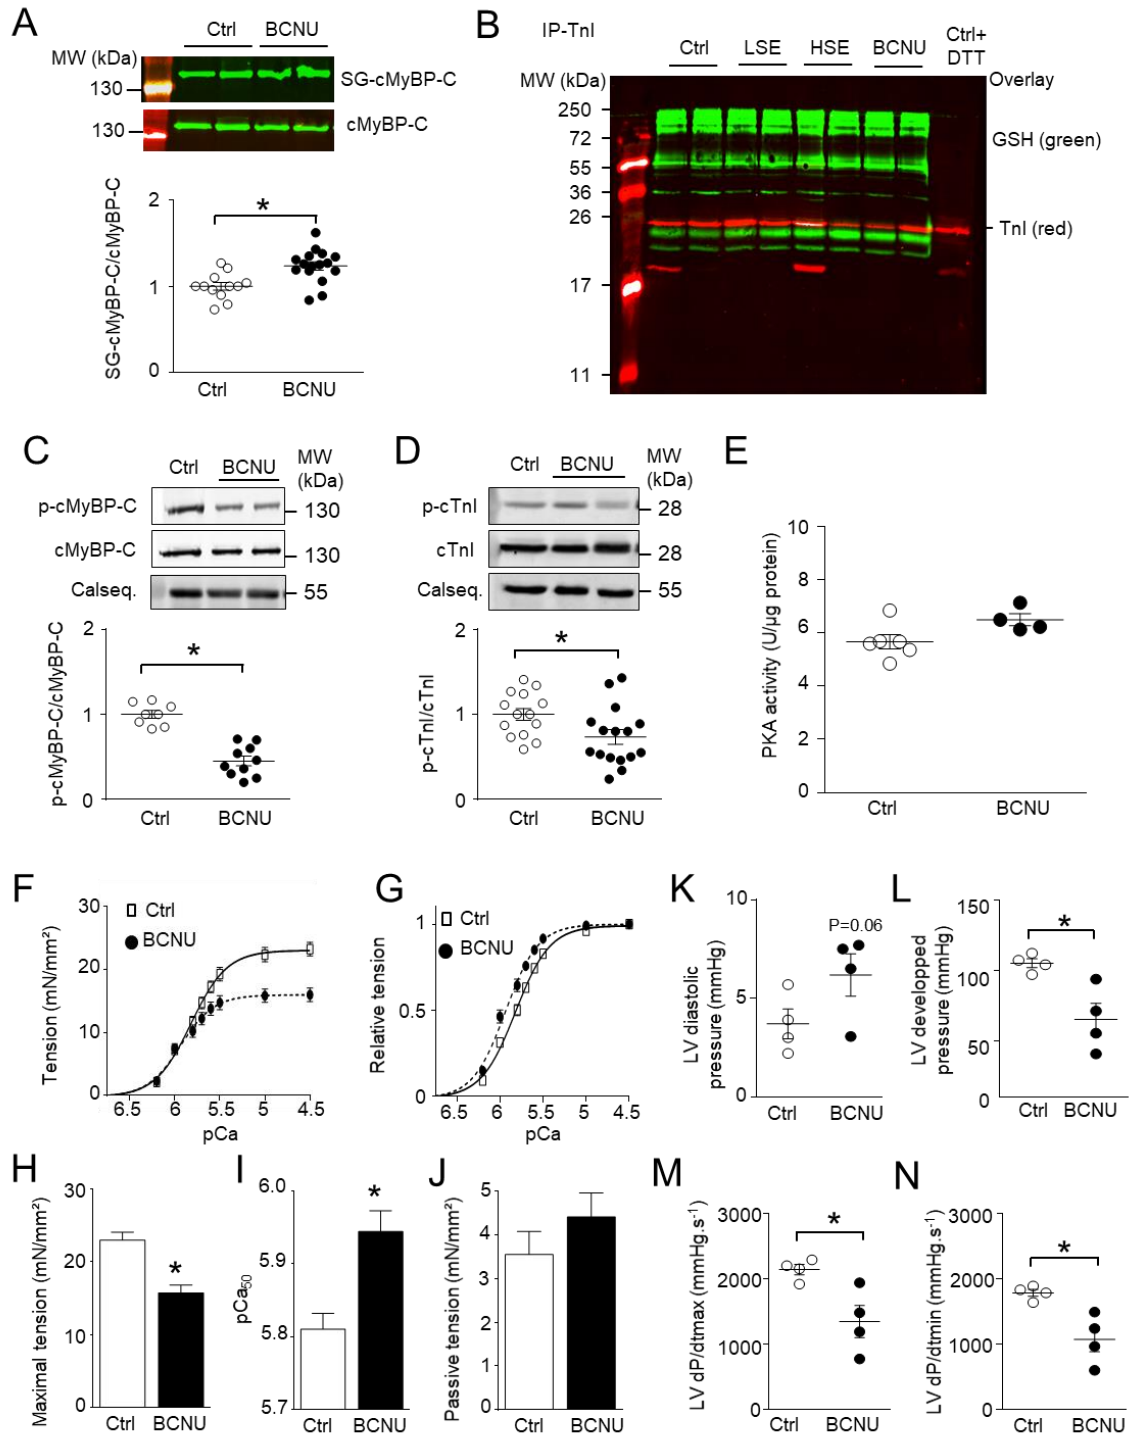 A
Ctrl BCNU
MW (kDa)
130
SG-cMyBP-C
130
cMyBP-C
SG-cMyBP-C/cMyBP-C
2
*
1
0
Ctrl BCNU
B
IP-TnI
Ctrl LSE HSE BCNU Ctrl+
DTT
MW (kDa)
Overlay
250
72
55
36
26
17
11
GSH (green)
TnI (red)
C
Ctrl BCNU MW
(kDa)
p-cMyBP-C 130
cMyBP-C 130
Calseq. 55
p-cMyBP-C/cMyBP-C
2
*
1
0
Ctrl BCNU
D
Ctrl BCNU MW
(kDa)
p-cTnI 28
cTnI 28
Calseq. 55
p-cTnI/cTnI
2
*
1
0
Ctrl BCNU
E
PKA activity (U/µg protein)
10
8
6
4
2
0
Ctrl BCNU
F
Tension (mN/mm²)
30
20
10
0
Ctrl
BCNU
6.5 6 5.5 5 4.5
pCa
G
Relative tension
1
0.5
0
Ctrl
BCNU
6.5 6 5.5 5 4.5
pCa
K
LV diastolic
pressure (mmHg)
10
5
0
P=0.06
Ctrl BCNU
L
LV developped
pressure (mmHg)
150
100
50
0
*
Ctrl BCNU
H
Maximal tension (mN/mm²)
30
20
10
0
*
Ctrl BCNU
I
pCa50
6.0
5.9
5.8
5.7
*
Ctrl BCNU
J
Passive tension (mN/mm²)
5
4
3
2
1
0
Ctrl BCNU
M
LV dP/dtmax (mmHg.s-1)
3000
2000
1000
0
*
Ctrl BCNU
N
LV dP/dtmin (mmHg.s-1)
3000
2000
1000
0
*
Ctrl BCNU